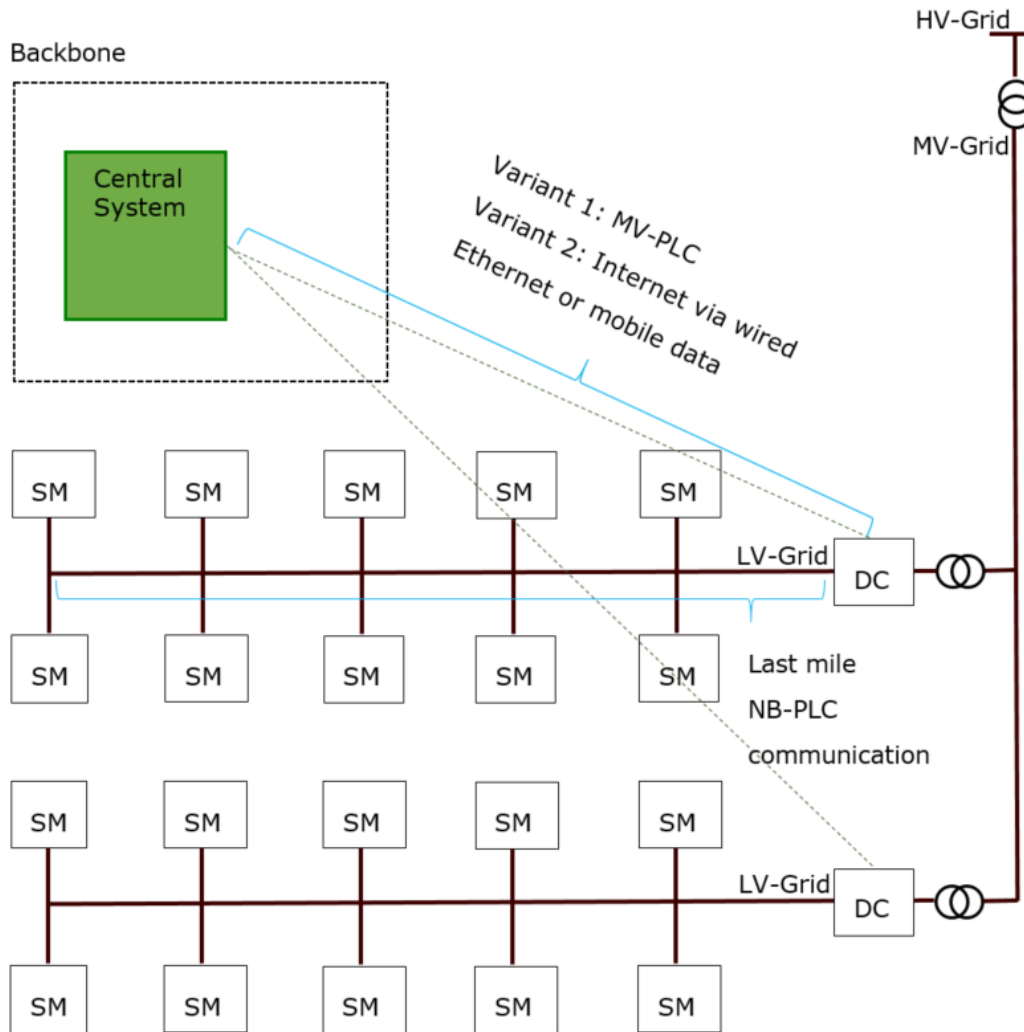 HV-Grid
Backbone
MV-Grid
Central
System
Variant 1: MV-PLC
Variant 2: Internet via wired
Ethernet or mobile data
SM
SM
SM
SM
SM
LV-Grid
DC
SM
SM
SM
SM
SM
Last mile
NB-PLC
communication
SM
SM
SM
SM
SM
LV-Grid
DC
SM
SM
SM
SM
SM